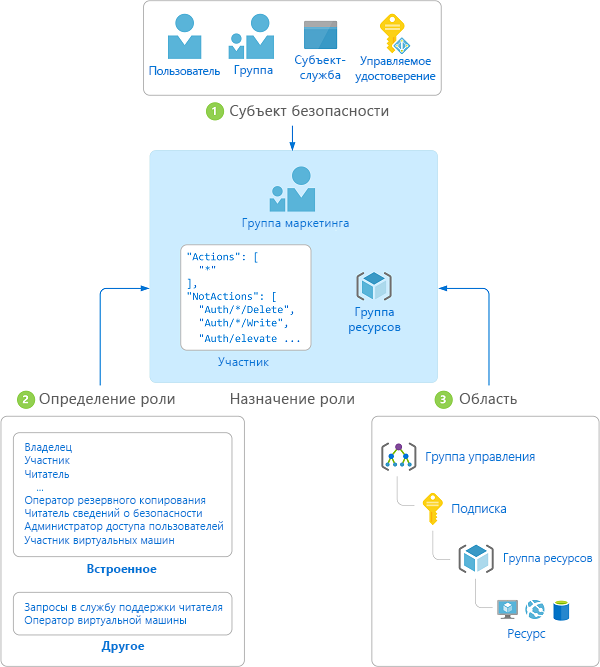 Пользователь
Группа
Субъект-
служба
Управляемое
удостоверение
1 Субъект безопасности
Группа маркетинга
"Actions": [
"*"
],
"NotActions": [
"Auth/*/Delete",
"Auth/*/Write",
"Auth/elevate ...
Участник
Группа
ресурсов
2 Определение роли
Назначение роли
3 Область
Владелец
Участник
Читатель
...
Оператор резервного копирования
Читатель сведений о безопасности
Администратор доступа пользователей
Участник виртуальных машин
Встроенное
Запросы в службу поддержки читателя
Оператор виртуальной машины
Другое
Группа управления
Подписка
Группа ресурсов
Ресурс